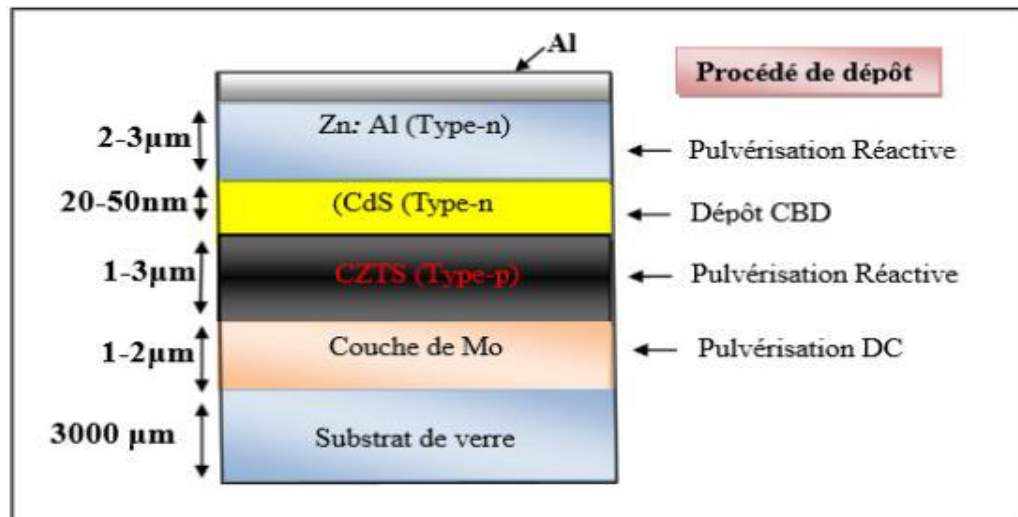 Al
Procédé de dépôt
2-3µm
Zn: Al (Type-n)
Pulvérisation Réactive
20-50nm
(CdS (Type-n
Dépôt CBD
1-3µm
CZTS (Type-p)
Pulvérisation Réactive
1-2µm
Couche de Mo
Pulvérisation DC
3000 µm
Substrat de verre